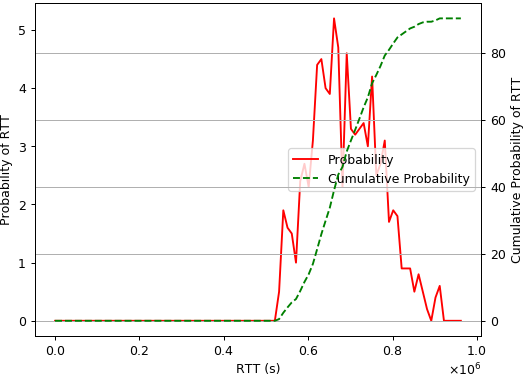 5
4
3
2
1
0
Probability of RTT
80
60
40
20
0
Cumulative Probability of RTT
Probability
Cumulative Probability
0.0 0.2 0.4 0.6 0.8 1.0
RTT (s)
×10⁶